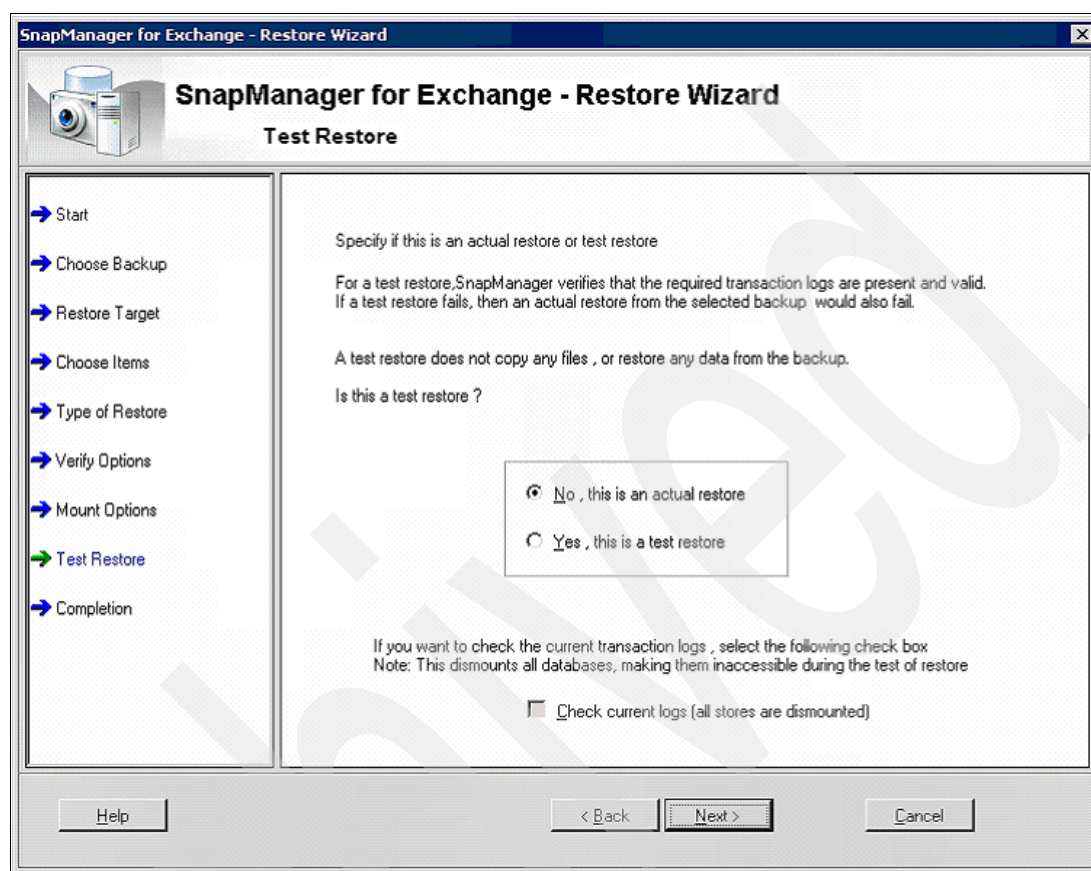 SnapManager for Exchange - Restore Wizard
SnapManager for Exchange - Restore Wizard
Test Restore
Start
Choose Backup
Restore Target
Choose Items
Type of Restore
Verify Options
Mount Options
Test Restore
Completion
Specify if this is an actual restore or test restore
For a test restore,SnapManager verifies that the required transaction logs are present and valid.
If a test restore fails, then an actual restore from the selected backup would also fail.
A test restore does not copy any files , or restore any data from the backup.
Is this a test restore ?
No , this is an actual restore
Yes , this is a test restore
If you want to check the current transaction logs , select the following check box
Note: This dismounts all databases, making them inaccessible during the test of restore
Check current logs (all stores are dismounted)
Help
< Back
Next >
Cancel
hived